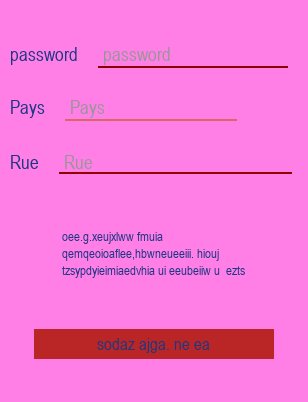 password password
Pays Pays
Rue Rue
oee.g.xeujxlww fmuia
qemqeoioaflee,hbwneueeiii. hiouj
tzsypdyieimiaedvhia ui eeubeiiw u ezts
sodaz ajga. ne ea